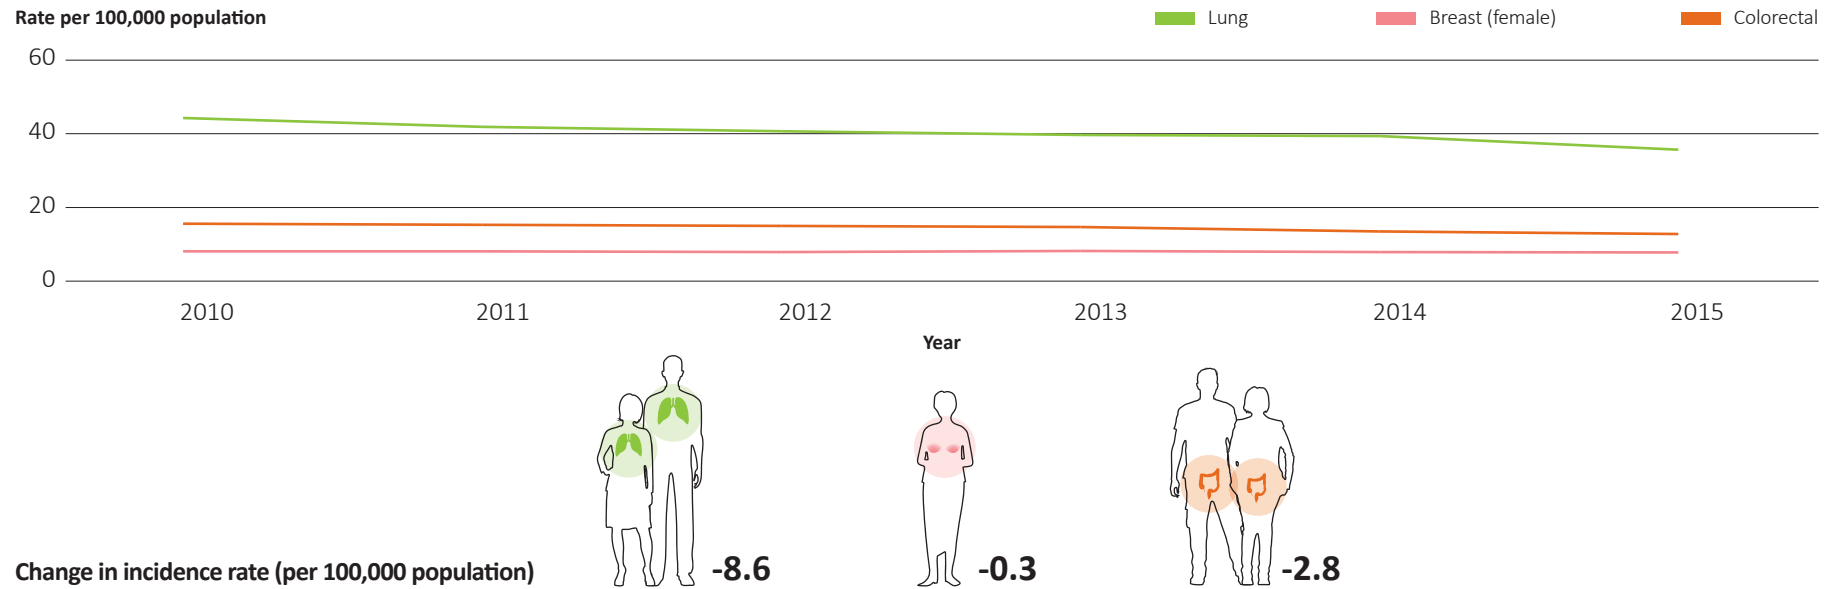 Rate per 100,000 population
Lung
Breast (female)
Colorectal
60
40
20
0
2010 2011 2012 2013 2014 2015
Year
Change in incidence rate (per 100,000 population) -8.6 -0.3 -2.8